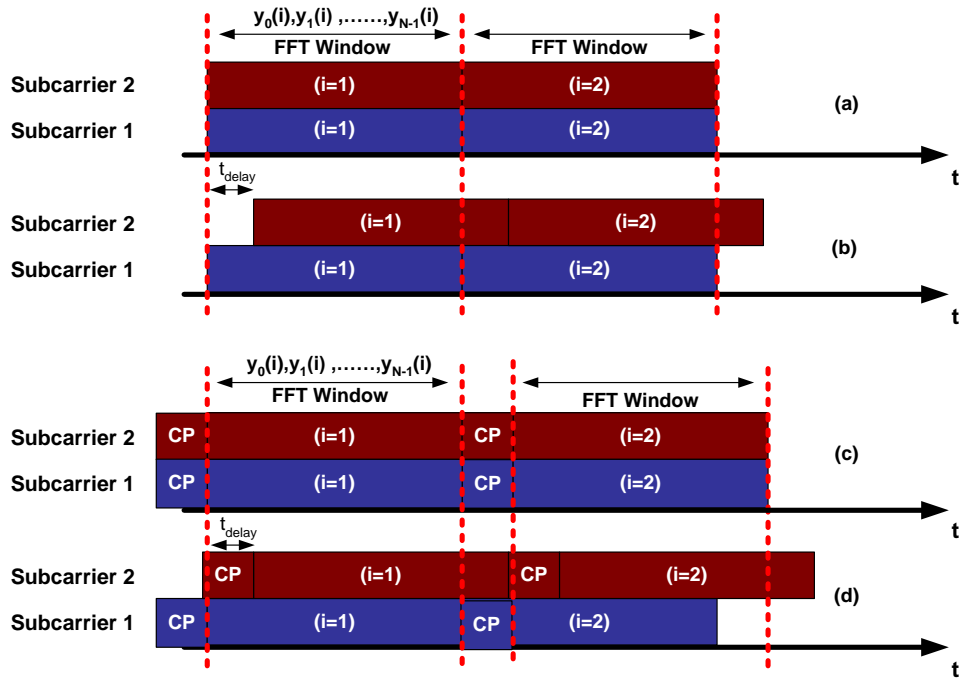 y0(i),y1(i) ,……,yN-1(i)
FFT Window FFT Window
Subcarrier 2 (i=1) (i=2)
(a)
Subcarrier 1 (i=1) (i=2)
tdelay
t
Subcarrier 2 (i=1) (i=2)
(b)
Subcarrier 1 (i=1) (i=2)
t
y0(i),y1(i) ,……,yN-1(i)
FFT Window FFT Window
Subcarrier 2 CP (i=1) CP (i=2)
(c)
Subcarrier 1 CP (i=1) CP (i=2)
tdelay
t
Subcarrier 2 CP (i=1) CP (i=2)
(d)
Subcarrier 1 CP (i=1) CP (i=2)
t